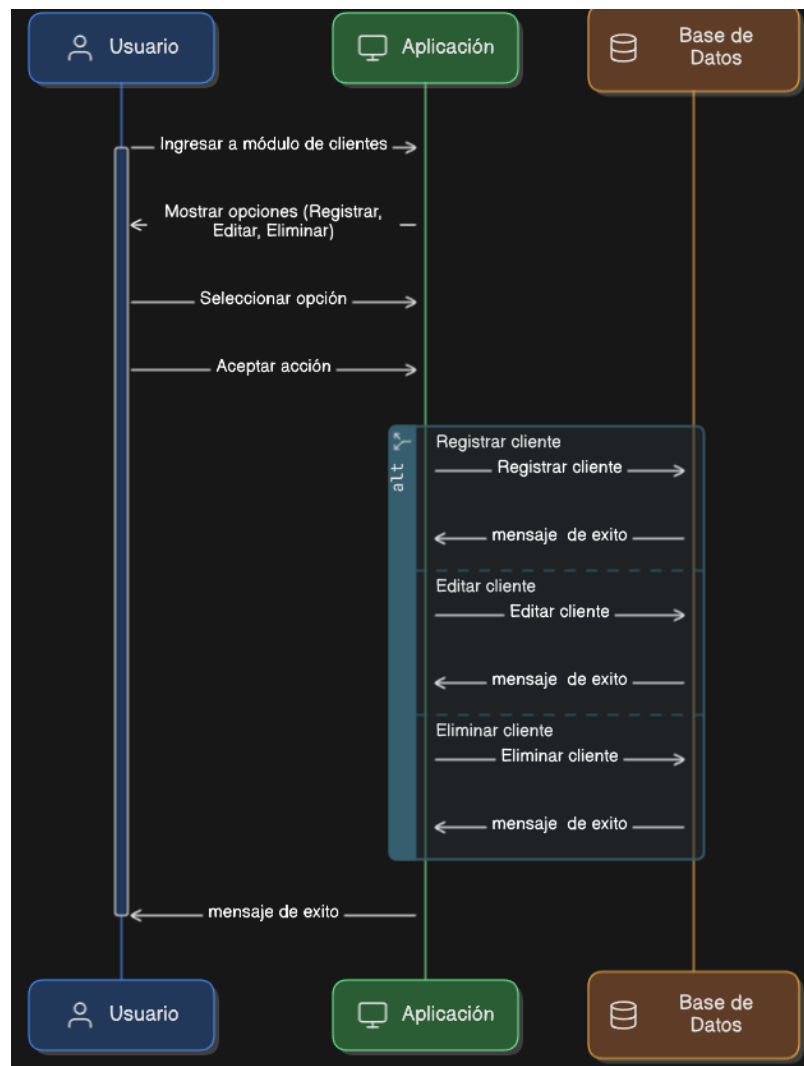 Usuario
Aplicación
Base de
Datos
Ingresar a módulo de clientes
Mostrar opciones (Registrar,
Editar, Eliminar)
Seleccionar opción
Aceptar acción
alt
Registrar cliente
Registrar cliente
mensaje de exito
Editar cliente
Editar cliente
mensaje de exito
Eliminar cliente
Eliminar cliente
mensaje de exito
mensaje de exito
Usuario
Aplicación
Base de
Datos